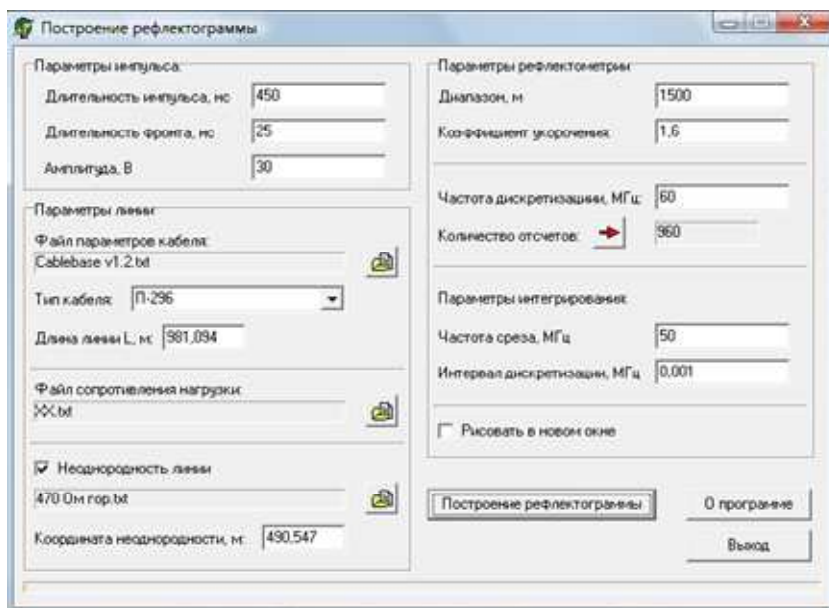 Построение рефлектограммы
Параметры импульса:
Длительность импульса, нс
450
Длительность фронта, нс
25
Амплитуда, В
30
Параметры линии
Файл параметров кабеля:
Cablebase v1.2.txt
Тип кабеля:
П-296
Длина линии L, м:
981,094
Файл сопротивления нагрузки:
XX.txt
Неоднородность линии
470 Ом гор.txt
Координата неоднородности, м:
490,547
Параметры рефлектометрии
Диапазон, м
1500
Коэффициент укорочения:
1,6
Частота дискретизации, МГц:
60
Количество отсчетов:
960
Параметры интегрирования:
Частота среза, МГц
50
Интервал дискретизации, МГц
0,001
Рисовать в новом окне
Построение рефлектограммы
О программе
Выход